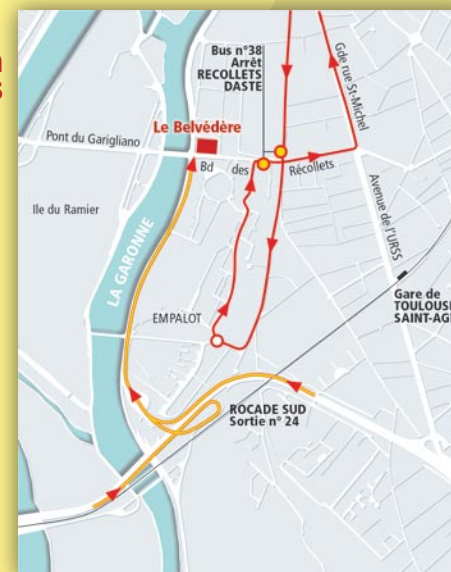 n
s
Bus n°38
Arrêt
RECOLLETS
DASTE
Gde rue St-Michel
Le Belvédère
Pont du Garigliano
Bd des Récollets
Ile du Ramier
Avenue de l'URSS
LA GARONNE
Gare de
TOULOUS
SAINT-AG
EMPALOT
ROCADE SUD
Sortie n° 24